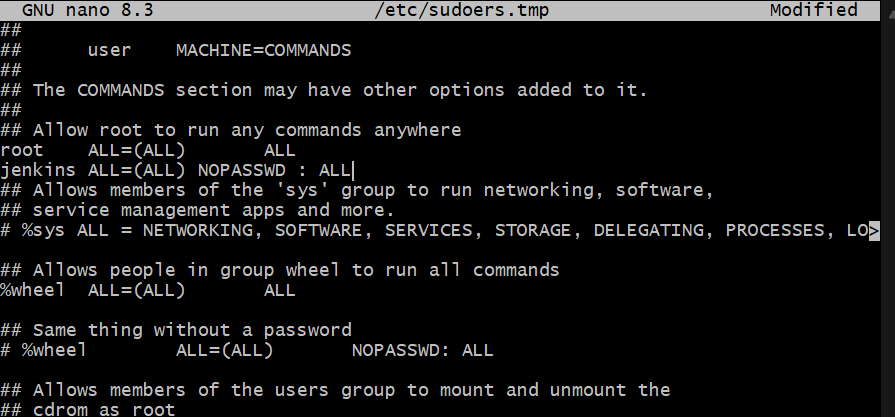 GNU nano 8.3 /etc/sudoers.tmp Modified
##
## user MACHINE=COMMANDS
##
## The COMMANDS section may have other options added to it.
##
## Allow root to run any commands anywhere
root ALL=(ALL) ALL
jenkins ALL=(ALL) NOPASSWD : ALL
## Allows members of the 'sys' group to run networking, software,
## service management apps and more.
# %sys ALL = NETWORKING, SOFTWARE, SERVICES, STORAGE, DELEGATING, PROCESSES, LO>
## Allows people in group wheel to run all commands
%wheel ALL=(ALL) ALL
## Same thing without a password
# %wheel ALL=(ALL) NOPASSWD: ALL
## Allows members of the users group to mount and unmount the
## cdrom as root